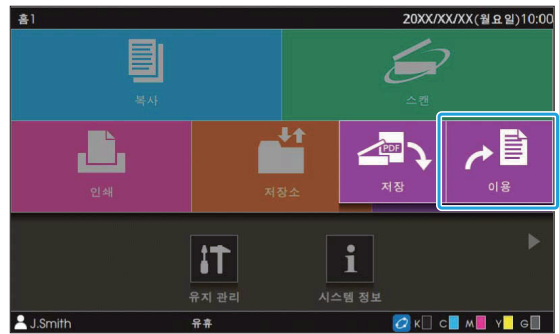 홈1
20XX/XX/XX(월요일)10:00
복사
스캔
인쇄
저장소
PDF
저장
이용
유지 관리
시스템 정보
J.Smith
유휴
K C M Y G